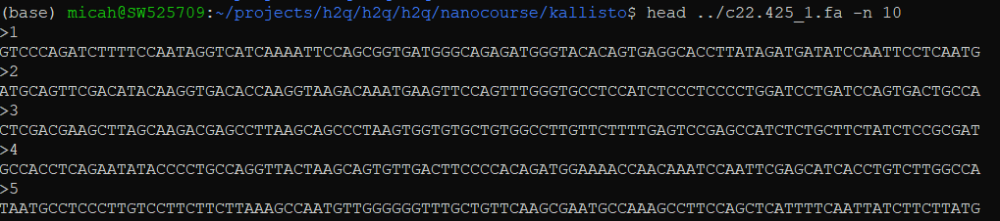 (base) micah@SW525709:~/projects/h2q/h2q/h2q/nanocourse/kallisto$ head ../c22.425_1.fa -n 10
>1
GTCCCAGATCTTTTCCAATAGGTCATCAAAATTCCAGCGGTGATGGGCAGAGATGGGTACACAGTGAGGCACCTTATAGATGATATCCAATTCCTCAATG
>2
ATGCAGTTCGACATACAAGGTGACACCAAGGTAAGACAAATGAAGTTCCAGTTTGGGTGCCTCCATCTCCCTCCCCTGGATCCTGATCCAGTGACTGCCA
>3
CTCGACGAAGCTTAGCAAGACGAGCCTTAAGCAGCCCTAAGTGGTGTGCTGTGGCCTTGTTCTTTTGAGTCCGAGCCATCTCTGCTTCTATCTCCGCGAT
>4
GCCACCTCAGAATATACCCCTGCCAGGTTACTAAGCAGTGTTGACTTCCCCACAGATGGAAAACCAACAAATCCAATTCGAGCATCACCTGTCTTGGCCA
>5
TAATGCCTCCCTTGTCCTTCTTCTTAAAGCCAATGTTGGGGGGTTTGCTGTTCAAGCGAATGCCAAAGCCTTCCAGCTCATTTTCAATTATCTTCTTATG